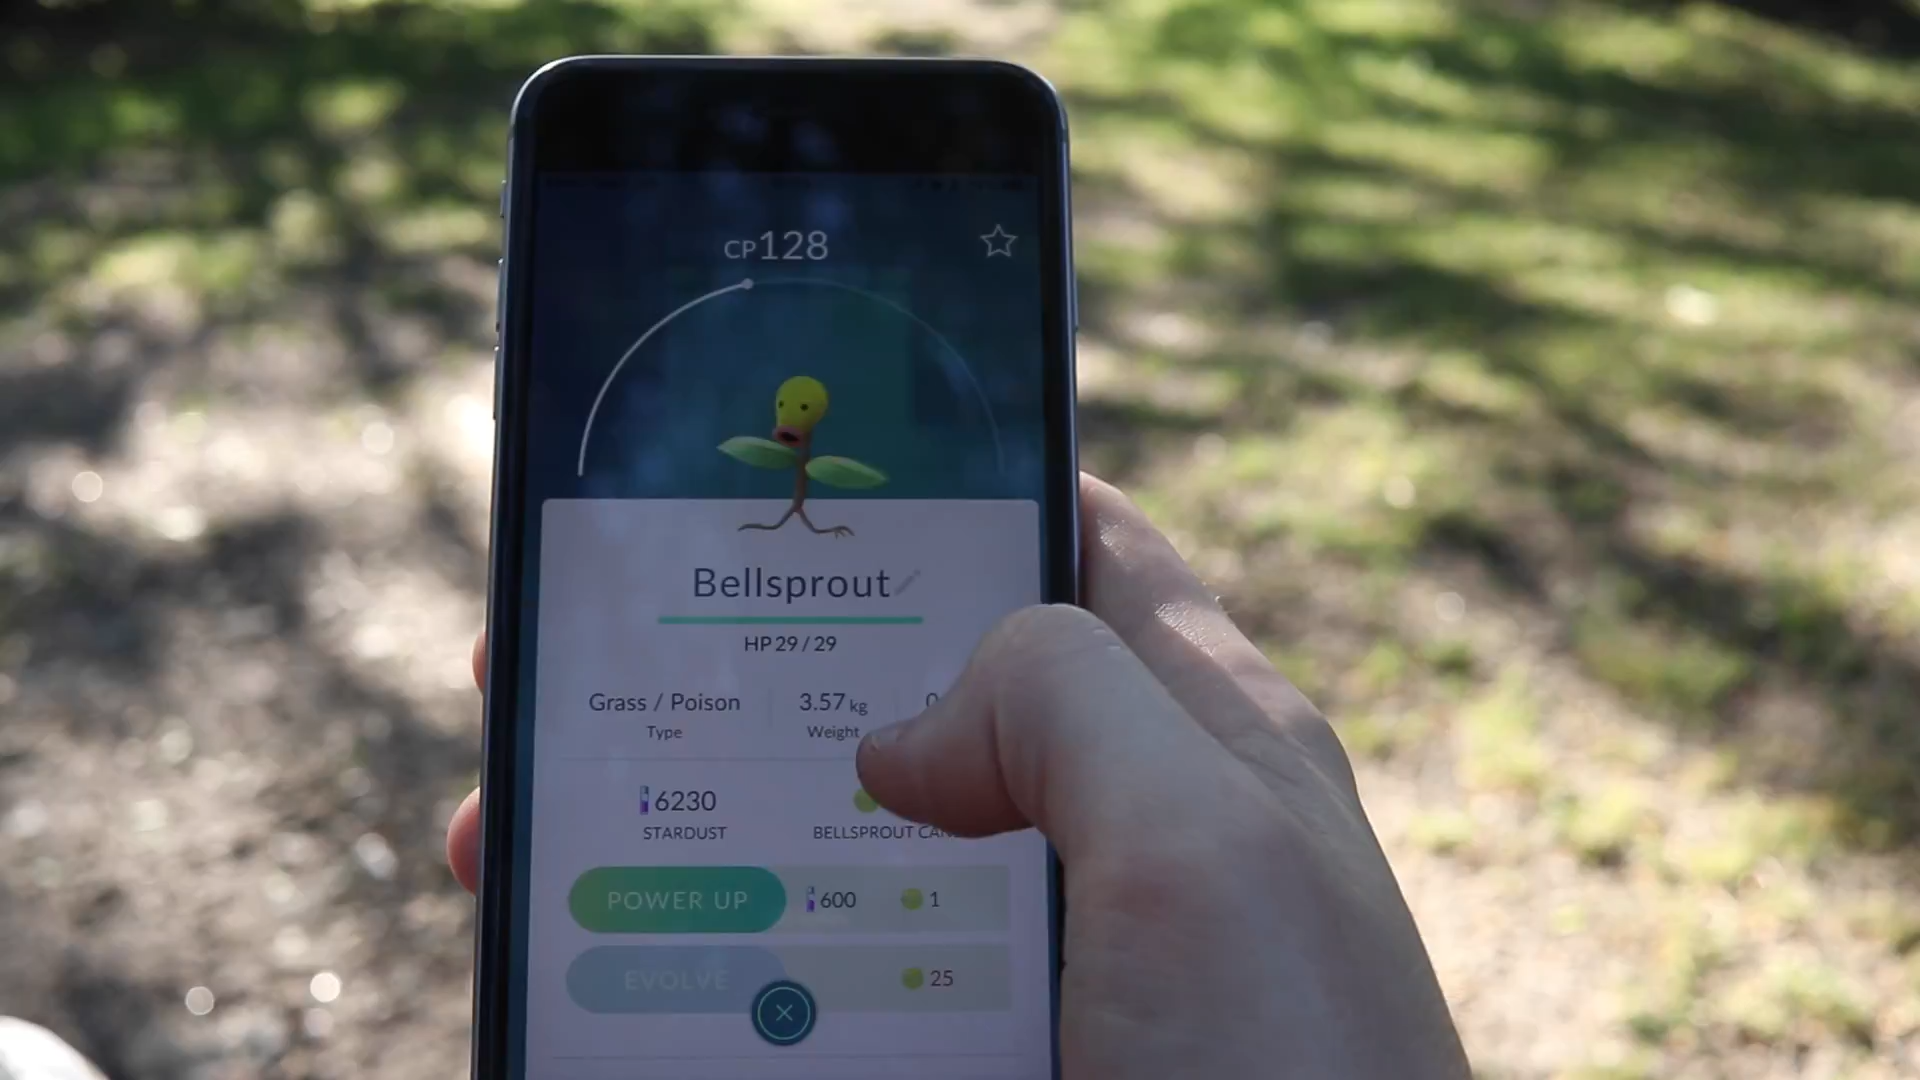 CP128
Bellsprout
HP 29 / 29
Grass / Poison
Type
3.57 kg
Weight
6230
STARDUST
BELLSPROUT
POWER UP
600
1
EVOLVE
25